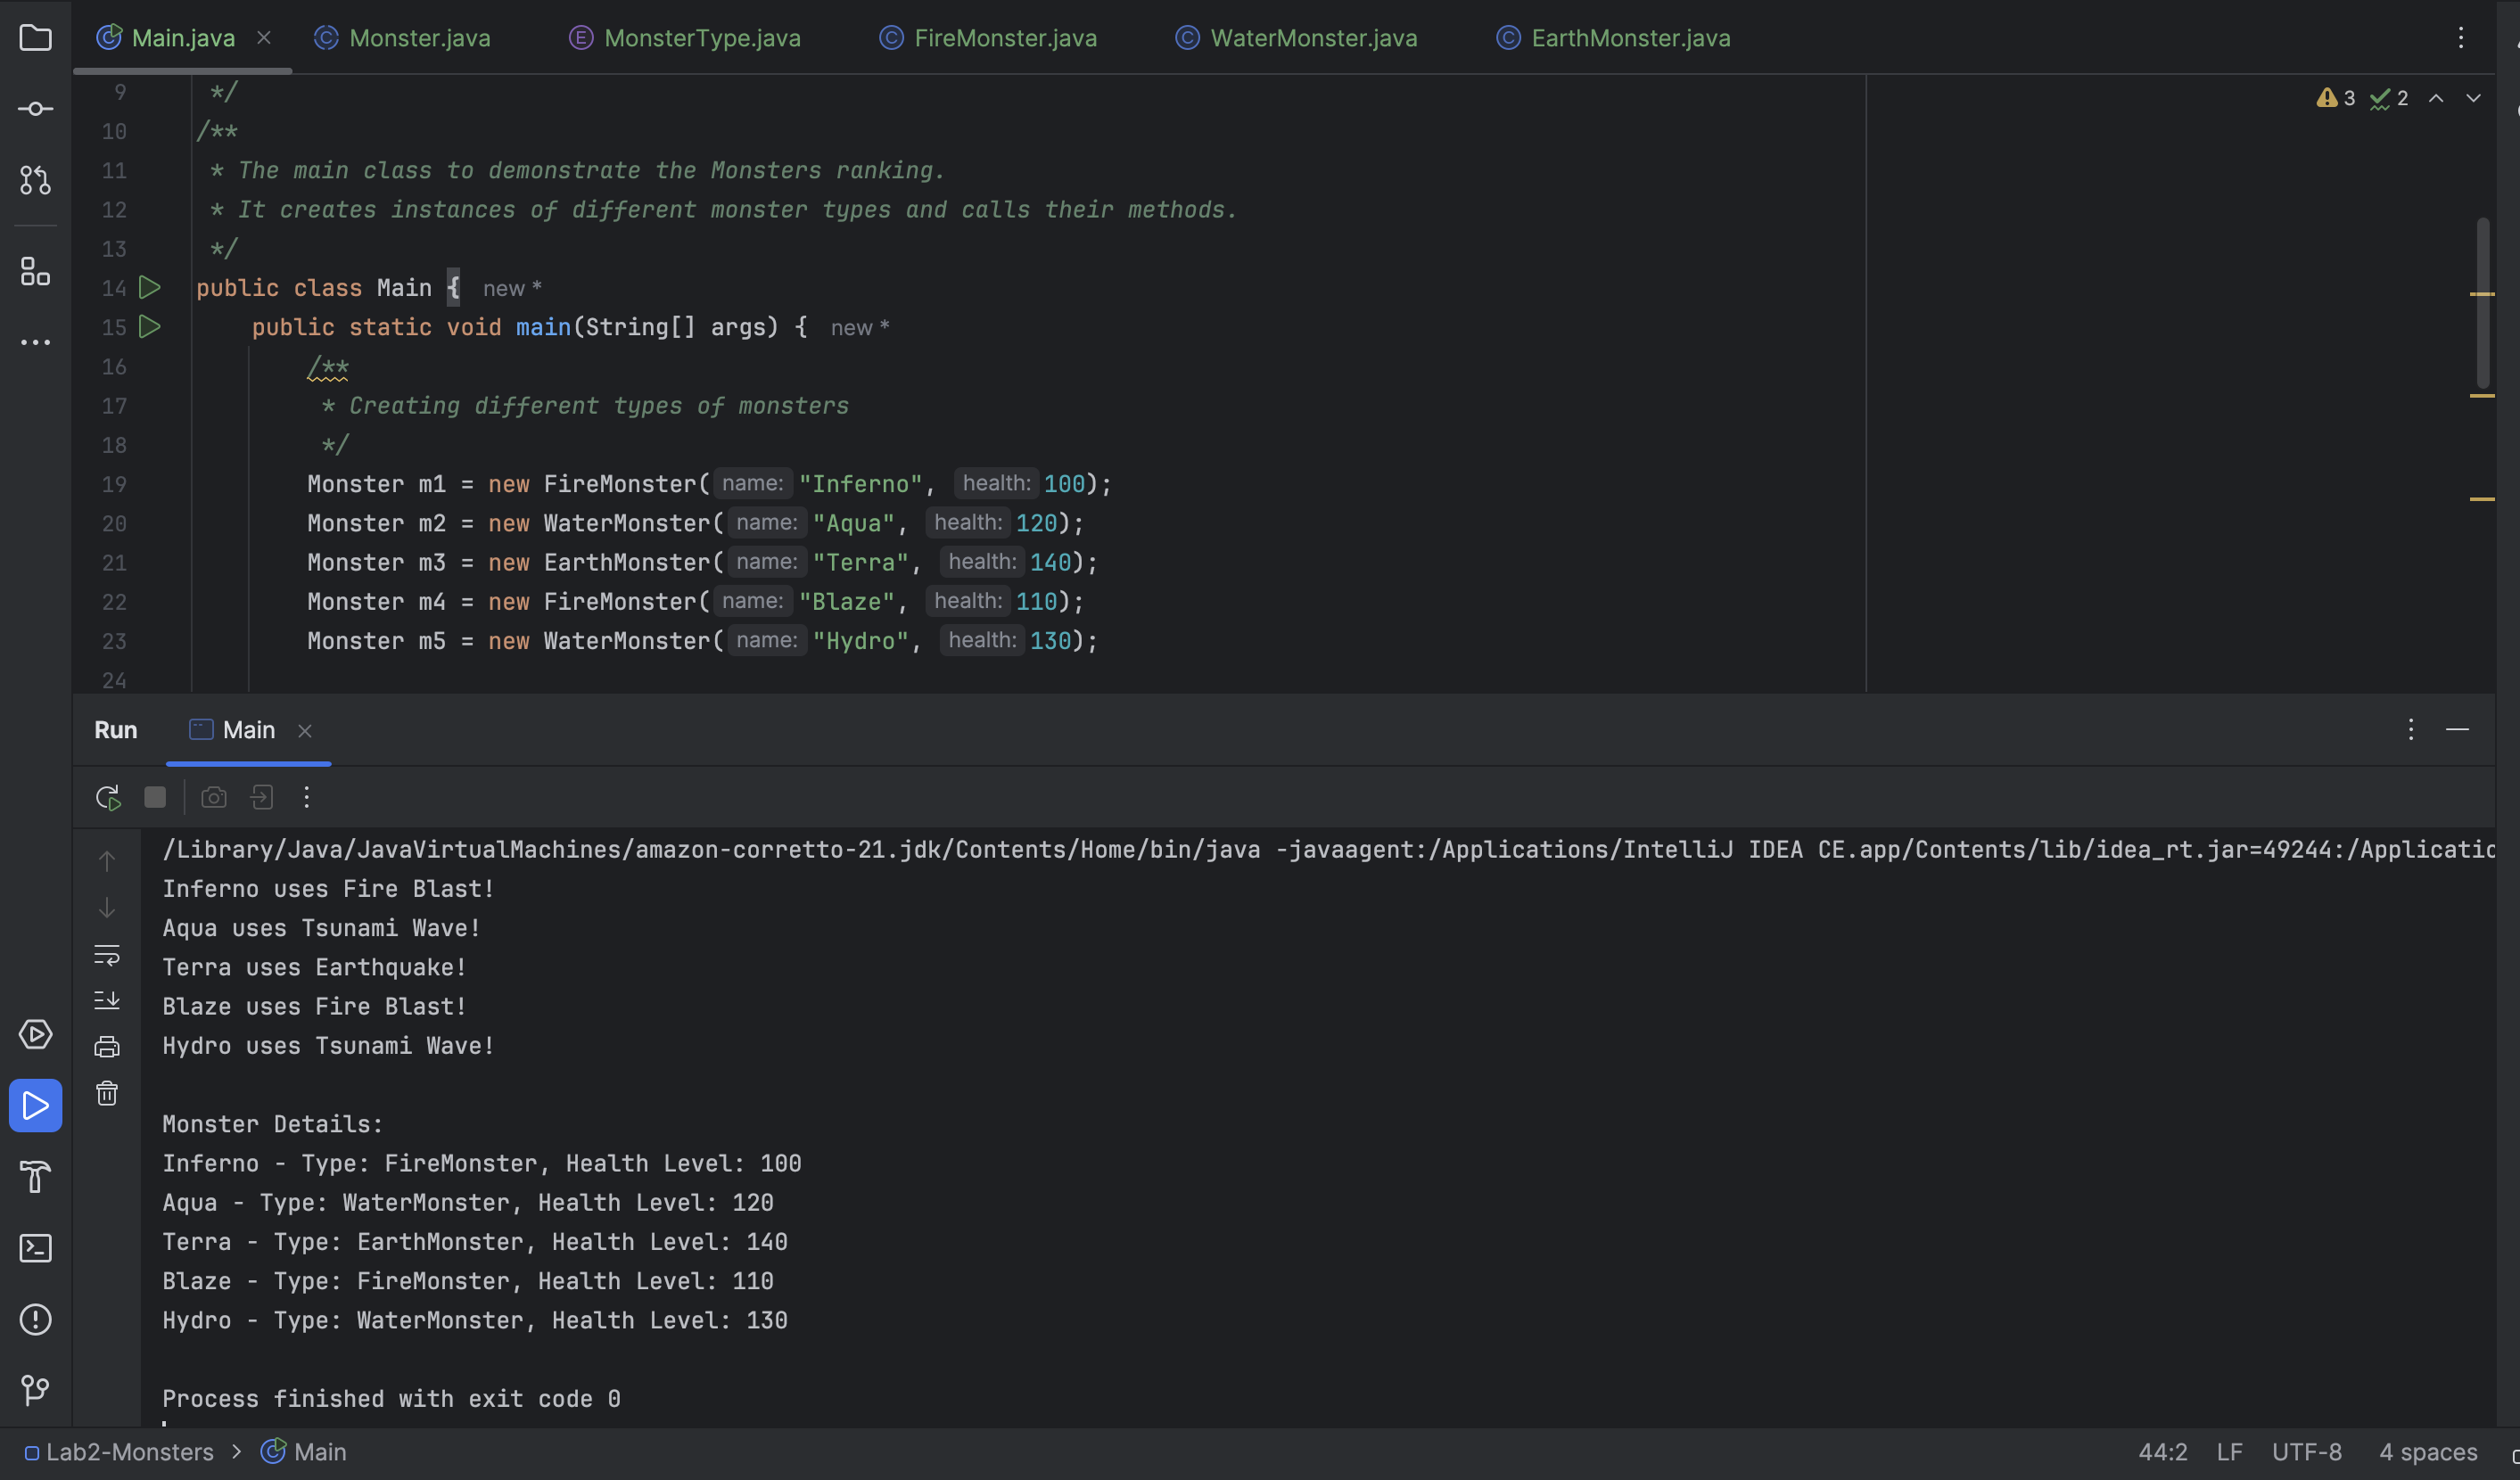 Main.java Monster.java MonsterType.java FireMonster.java WaterMonster.java EarthMonster.java
3 2
9 */
10 /**
11 * The main class to demonstrate the Monsters ranking.
12 * It creates instances of different monster types and calls their methods.
13 */
14 public class Main { new *
15 public static void main(String[] args) { new *
16 /**
17 * Creating different types of monsters
18 */
19 Monster m1 = new FireMonster( name: "Inferno", health: 100);
20 Monster m2 = new WaterMonster( name: "Aqua", health: 120);
21 Monster m3 = new EarthMonster( name: "Terra", health: 140);
22 Monster m4 = new FireMonster( name: "Blaze", health: 110);
23 Monster m5 = new WaterMonster( name: "Hydro", health: 130);
24
Run Main
/Library/Java/JavaVirtualMachines/amazon-corretto-21.jdk/Contents/Home/bin/java -javaagent:/Applications/IntelliJ IDEA CE.app/Contents/lib/idea_rt.jar=49244:/Applicatic
Inferno uses Fire Blast!
Aqua uses Tsunami Wave!
Terra uses Earthquake!
Blaze uses Fire Blast!
Hydro uses Tsunami Wave!
Monster Details:
Inferno - Type: FireMonster, Health Level: 100
Aqua - Type: WaterMonster, Health Level: 120
Terra - Type: EarthMonster, Health Level: 140
Blaze - Type: FireMonster, Health Level: 110
Hydro - Type: WaterMonster, Health Level: 130
Process finished with exit code 0
Lab2-Monsters > Main 44:2 LF UTF-8 4 spaces